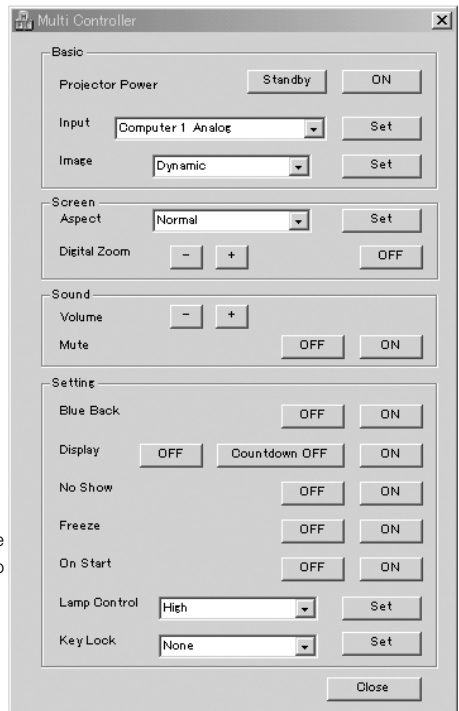 Multi Controller
Basic
Projector Power Standby ON
Input Computer 1 Analog Set
Image Dynamic Set
Screen
Aspect Normal Set
Digital Zoom - + OFF
Sound
Volume - +
Mute OFF ON
Setting
Blue Back OFF ON
Display OFF Countdown OFF ON
No Show OFF ON
Freeze OFF ON
e
On Start OFF ON
o
Lamp Control High Set
Key Lock None Set
Close